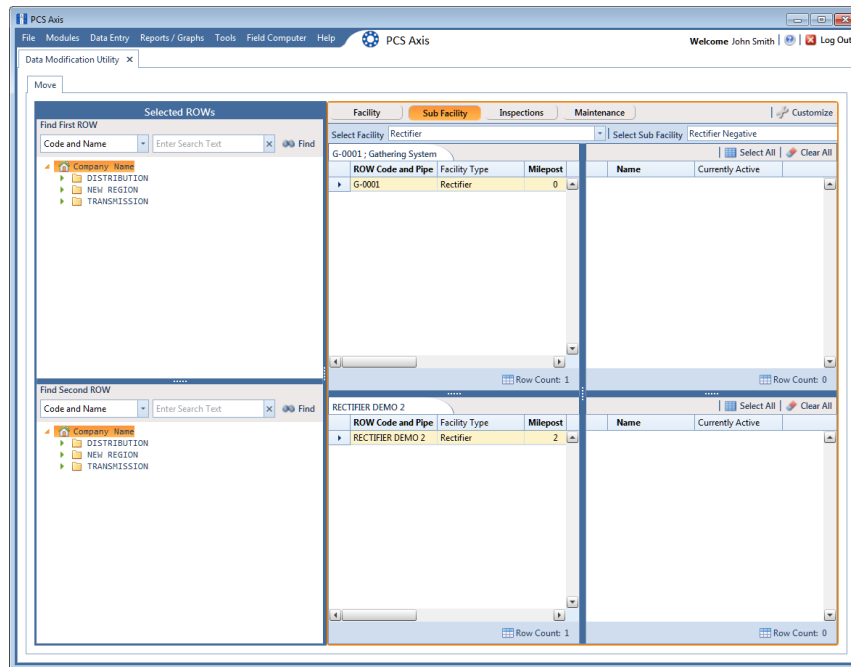 PCS Axis
File Modules Data Entry Reports / Graphs Tools Field Computer Help
PCS Axis
Welcome John Smith Log Out
Data Modification Utility
Move
Selected ROWs
Find First ROW
Code and Name Enter Search Text Find
Company Name
DISTRIBUTION
NEW REGION
TRANSMISSION
Find Second ROW
Code and Name Enter Search Text Find
Company Name
DISTRIBUTION
NEW REGION
TRANSMISSION
Facility Sub Facility Inspections Maintenance Customize
Select Facility Rectifier Select Sub Facility Rectifier Negative
G-0001 ; Gathering System
ROW Code and Pipe Facility Type Milepost
G-0001 Rectifier 0
Row Count: 1
Select All Clear All
Name Currently Active
Row Count: 0
RECTIFIER DEMO 2
ROW Code and Pipe Facility Type Milepost
RECTIFIER DEMO 2 Rectifier 2
Row Count: 1
Select All Clear All
Name Currently Active
Row Count: 0